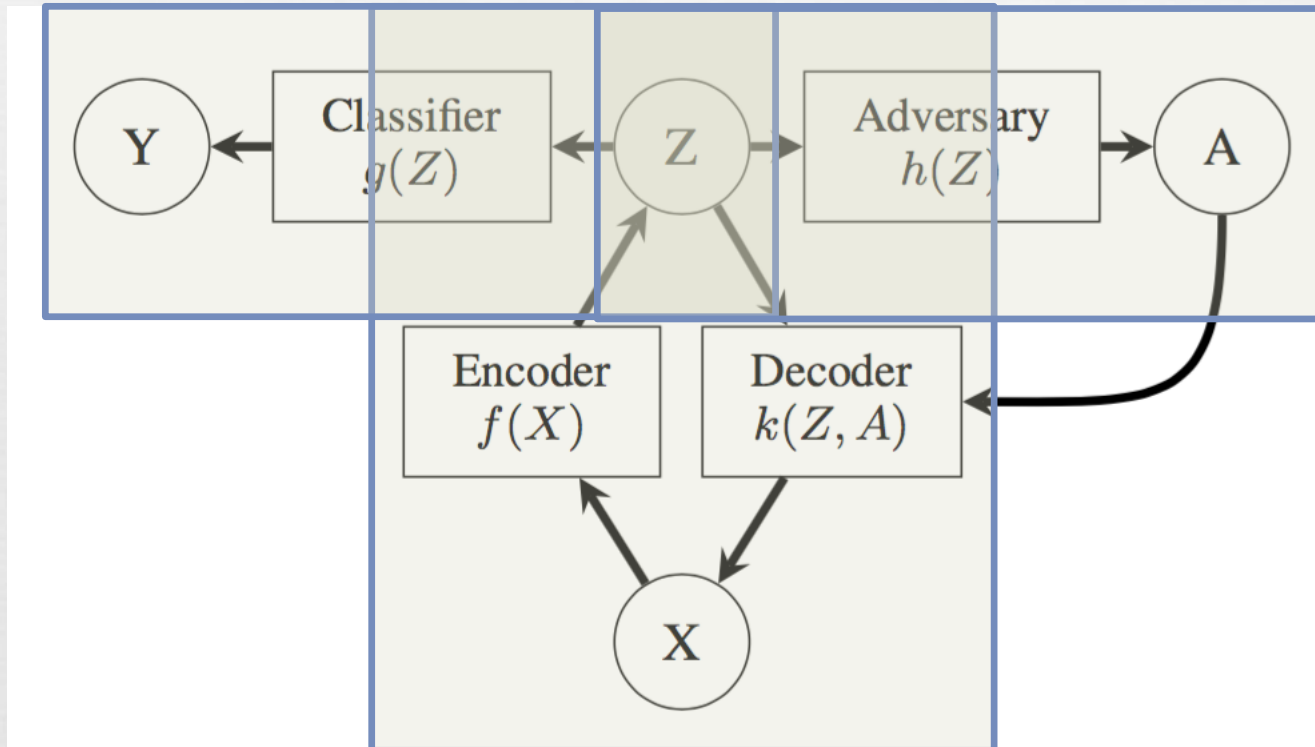 Y
Classifier
g(Z)
Z
Adversary
h(Z)
A
Encoder
f(X)
Decoder
k(Z, A)
X